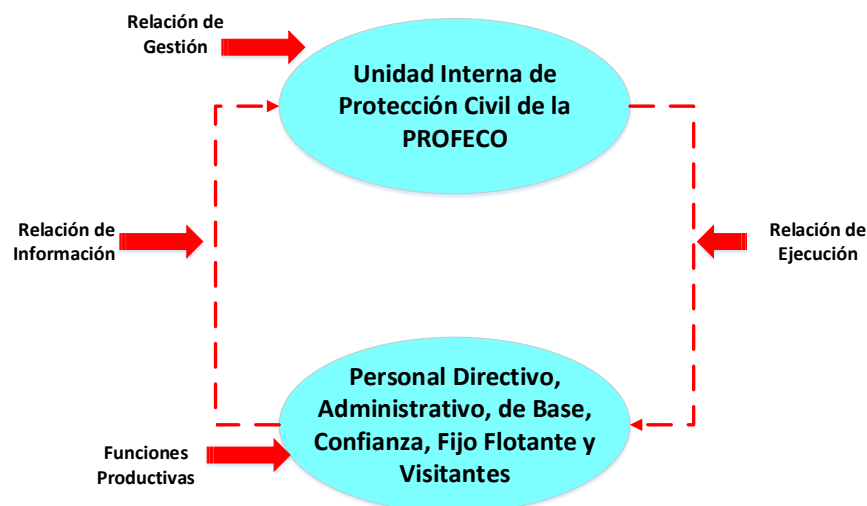 Relación de
Gestión
Unidad Interna de
Protección Civil de la
PROFECO
Relación de
Información
Relación de
Ejecución
Personal Directivo,
Administrativo, de Base,
Confianza, Fijo Flotante y
Visitantes
Funciones
Productivas